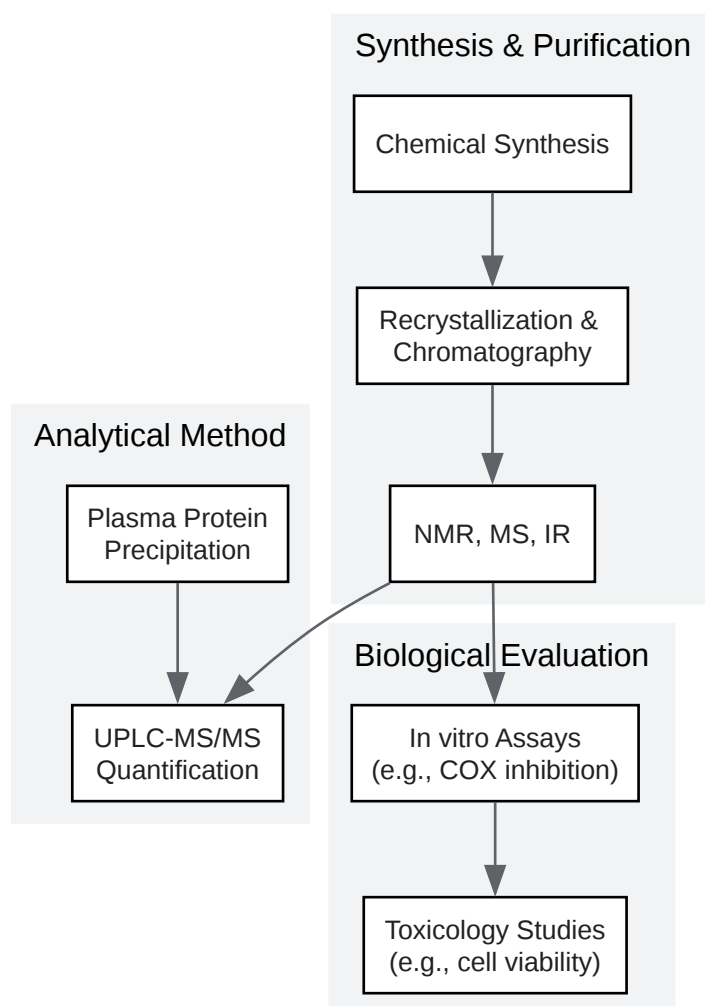 Synthesis & Purification
Chemical Synthesis
Recrystallization &
Chromatography
NMR, MS, IR
Analytical Method
Plasma Protein
Precipitation
UPLC-MS/MS
Quantification
Biological Evaluation
In vitro Assays
(e.g., COX inhibition)
Toxicology Studies
(e.g., cell viability)